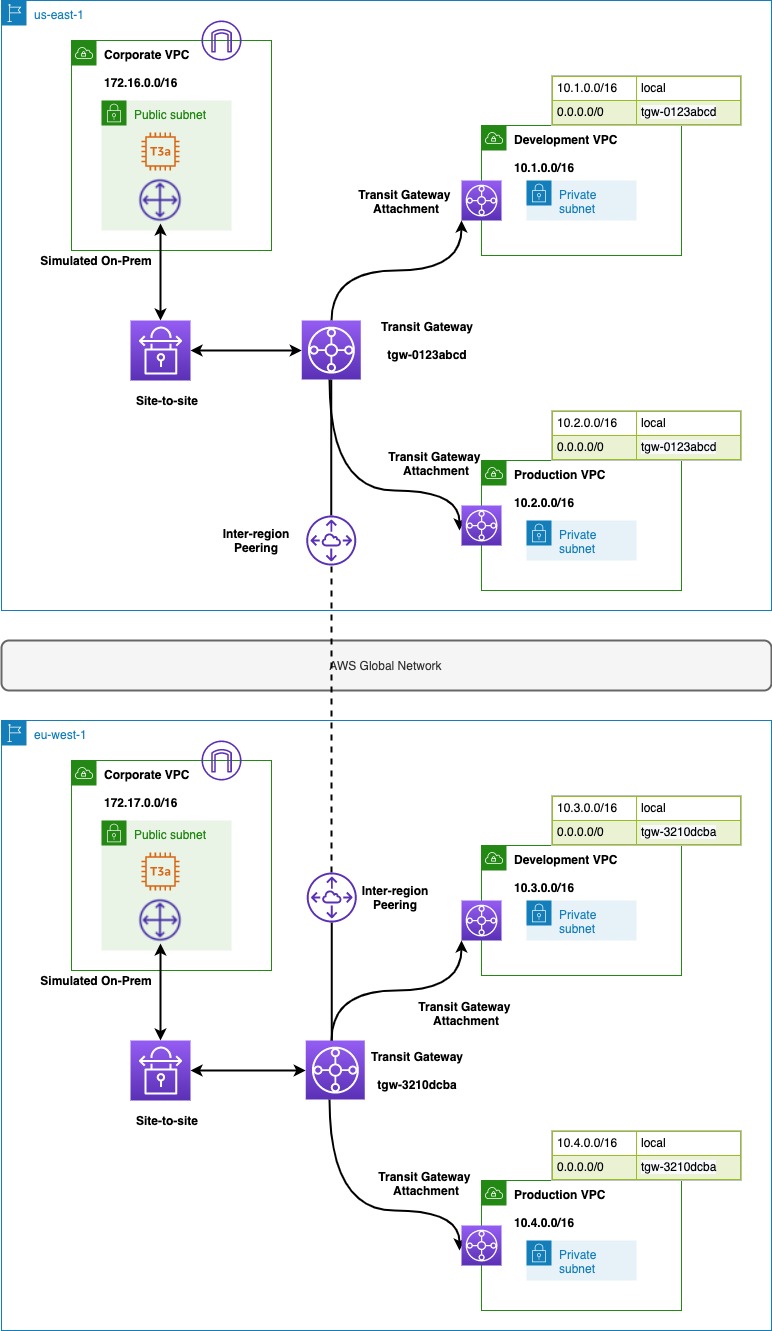 us-east-1
Corporate VPC
172.16.0.0/16
Public subnet
T3a
Simulated On-Prem
Site-to-site
10.1.0.0/16 local
0.0.0.0/0 tgw-0123abcd
Development VPC
10.1.0.0/16
Private
subnet
Transit Gateway
Attachment
Transit Gateway
tgw-0123abcd
10.2.0.0/16 local
0.0.0.0/0 tgw-0123abcd
Transit Gateway
Attachment
Production VPC
10.2.0.0/16
Private
subnet
Inter-region
Peering
AWS Global Network
eu-west-1
Corporate VPC
172.17.0.0/16
Public subnet
T3a
Simulated On-Prem
Site-to-site
10.3.0.0/16 local
0.0.0.0/0 tgw-3210dcba
Development VPC
10.3.0.0/16
Private
subnet
Inter-region
Peering
Transit Gateway
Attachment
Transit Gateway
tgw-3210dcba
10.4.0.0/16 local
0.0.0.0/0 tgw-3210dcba
Transit Gateway
Attachment
Production VPC
10.4.0.0/16
Private
subnet